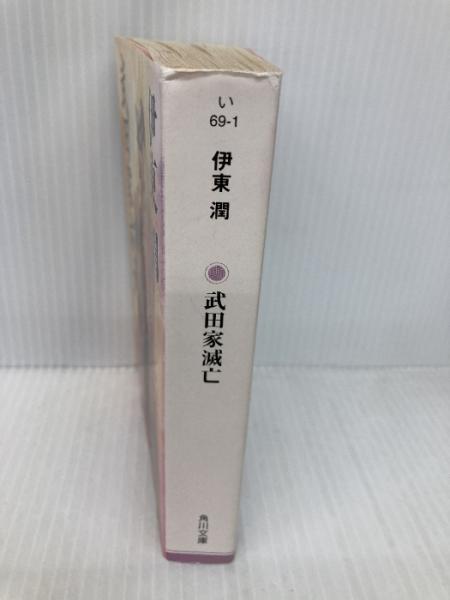 い
69-1
伊東 潤
武田家滅亡
角川文庫